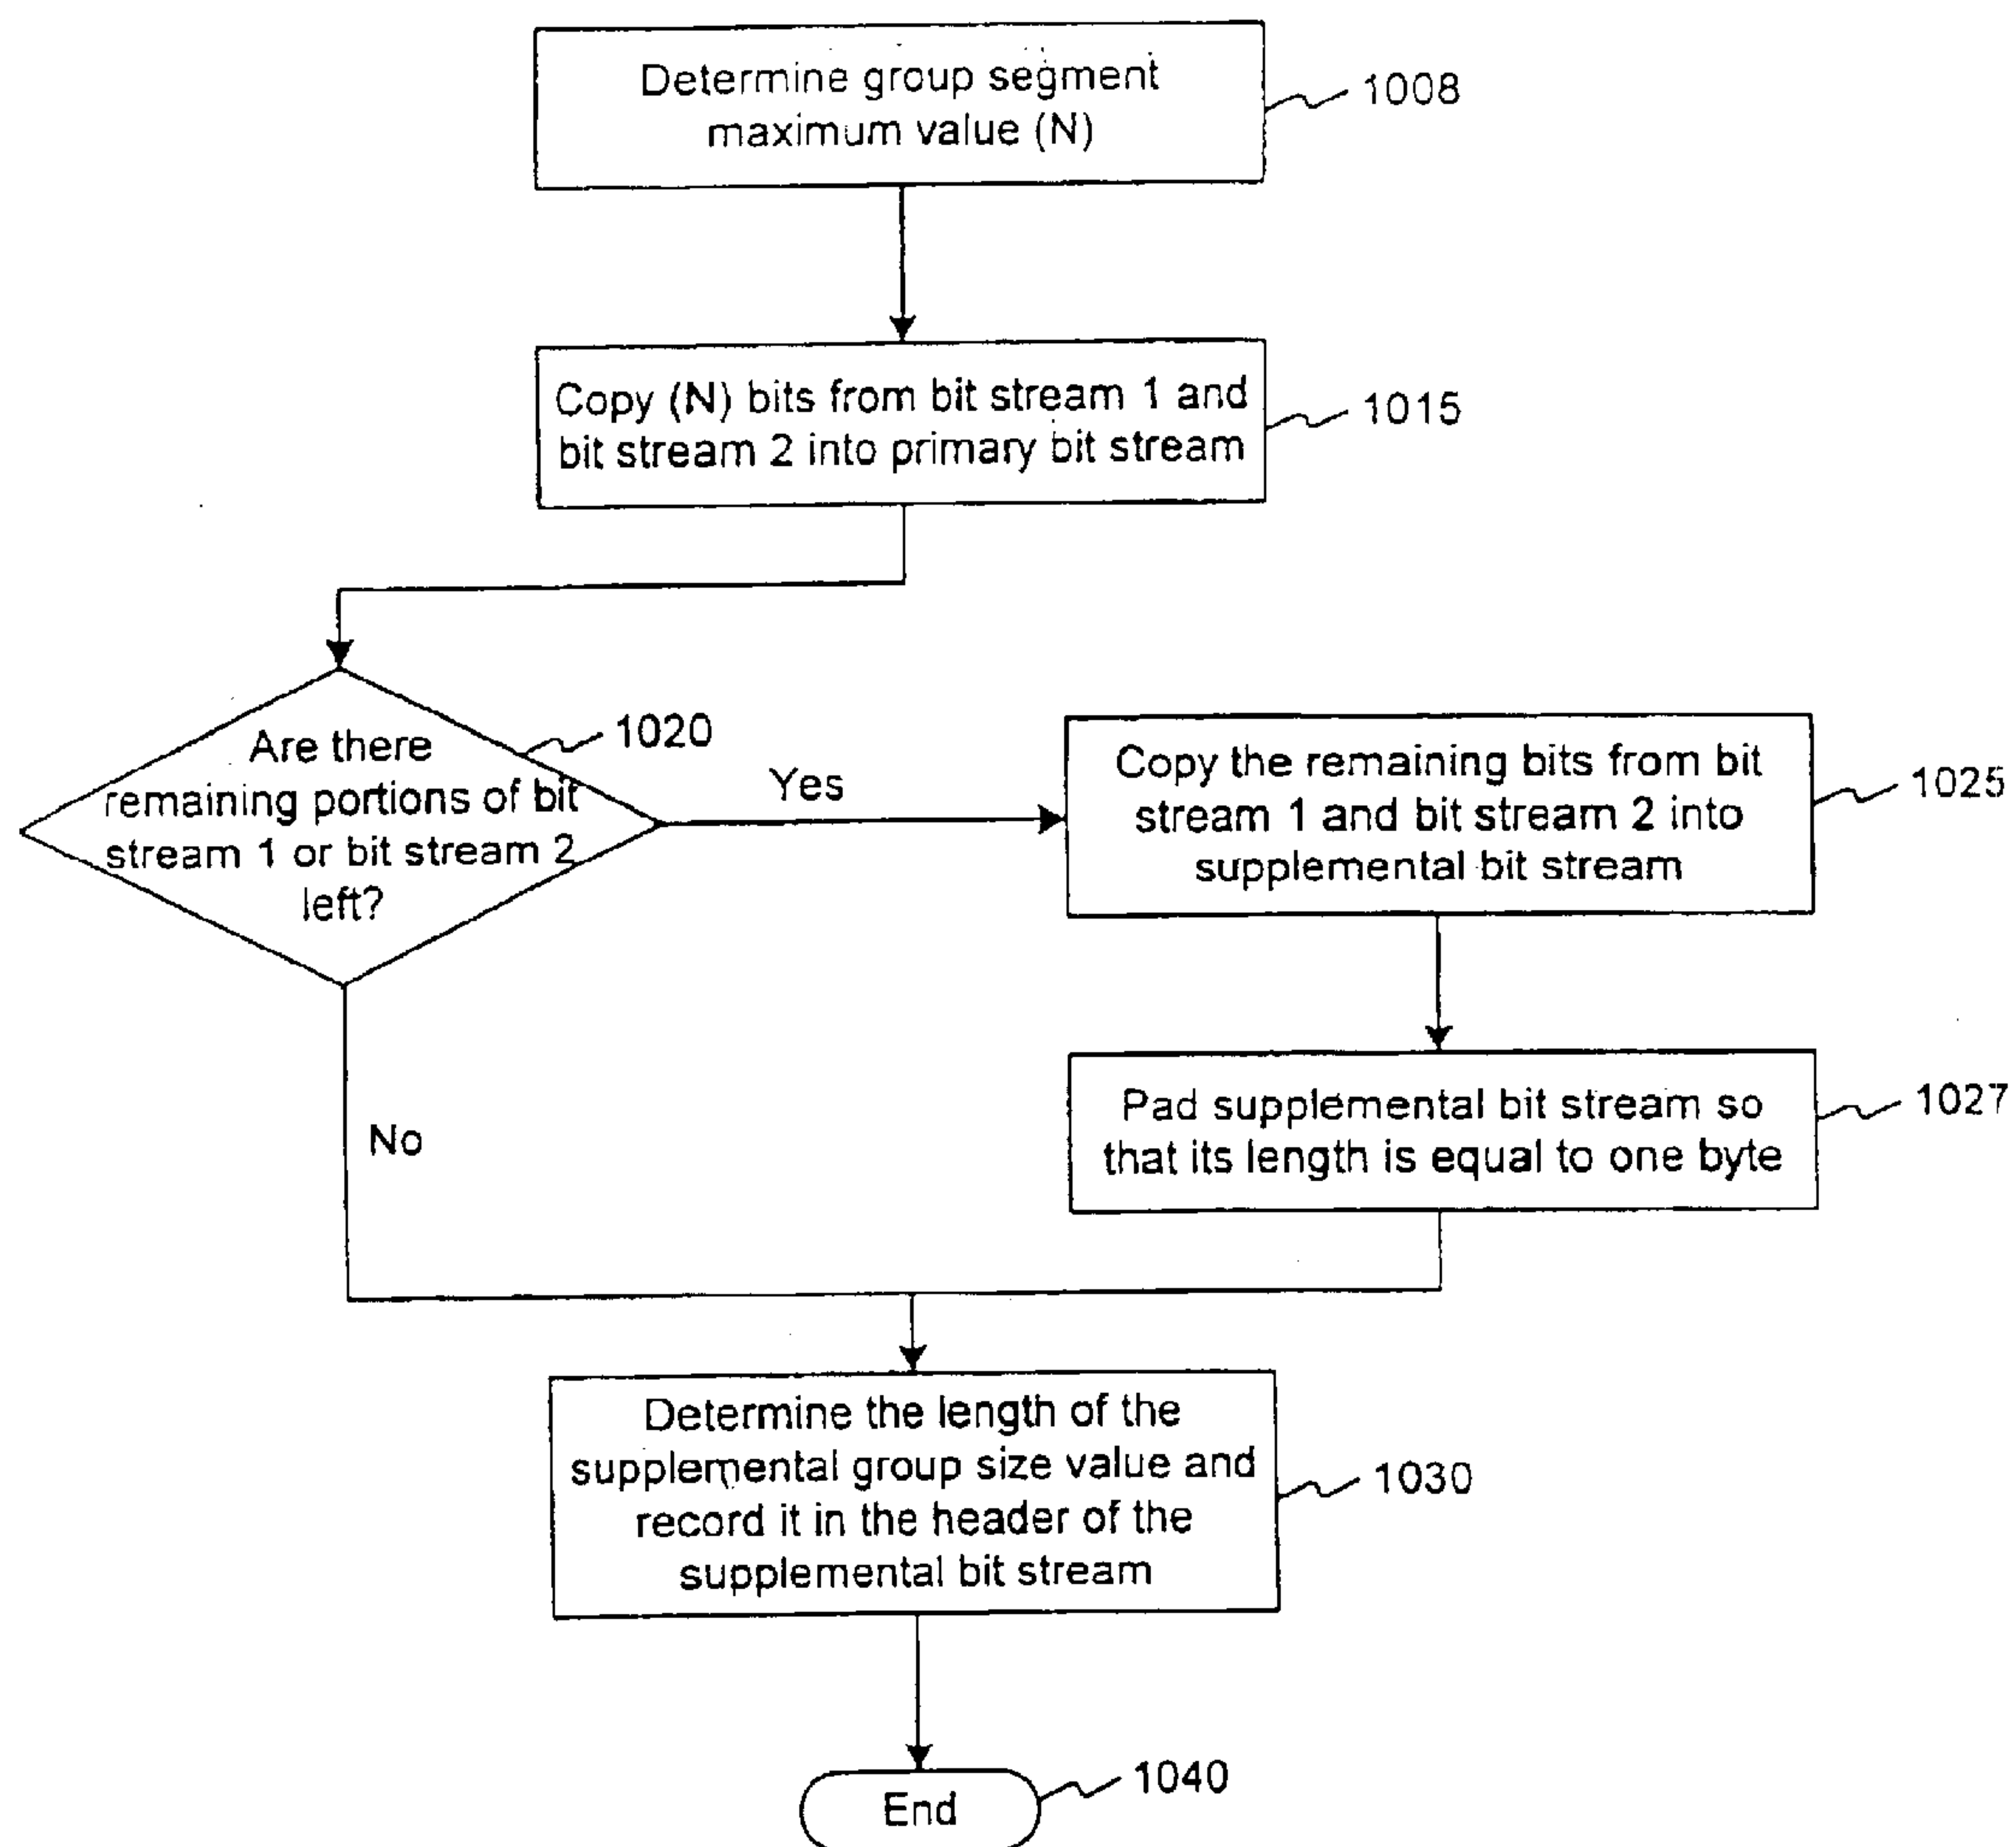 Determine group segment
maximum value (N)
1008
Copy (N) bits from bit stream 1 and
bit stream 2 into primary bit stream
1015
Are there
remaining portions of bit
stream 1 or bit stream 2
left?
1020
Yes
Copy the remaining bits from bit
stream 1 and bit stream 2 into
supplemental bit stream
1025
Pad supplemental bit stream so
that its length is equal to one byte
1027
No
Determine the length of the
supplemental group size value and
record it in the header of the
supplemental bit stream
1030
End
1040